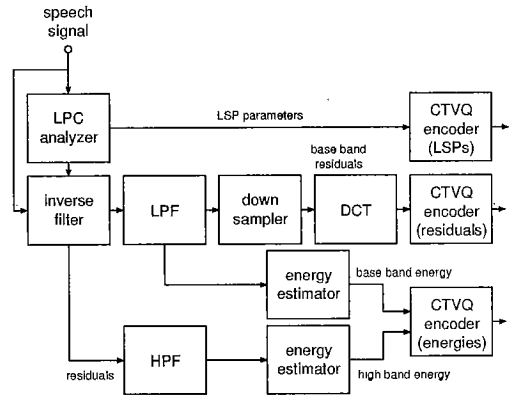 speech
signal
LPC
analyzer
LSP parameters
CTVQ
encoder
(LSPs)
base band
residuals
inverse
filter
LPF
down
sampler
DCT
CTVQ
encoder
(residuals)
energy
estimator
base band energy
CTVQ
encoder
(energies)
residuals
HPF
energy
estimator
high band energy